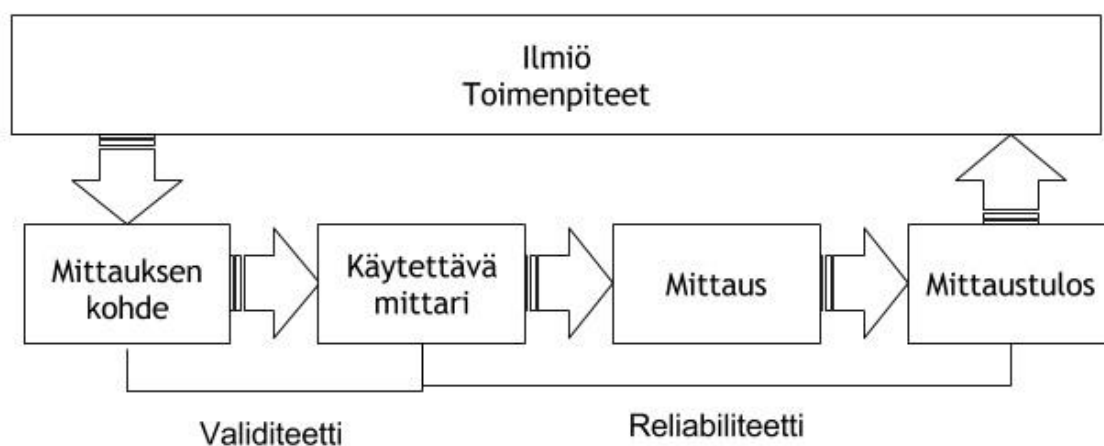 Ilmiö
Toimenpiteet
Mittauksen
kohde
Käytettävä
mittari
Mittaus
Mittaustulos
Validiteetti
Reliabiliteetti